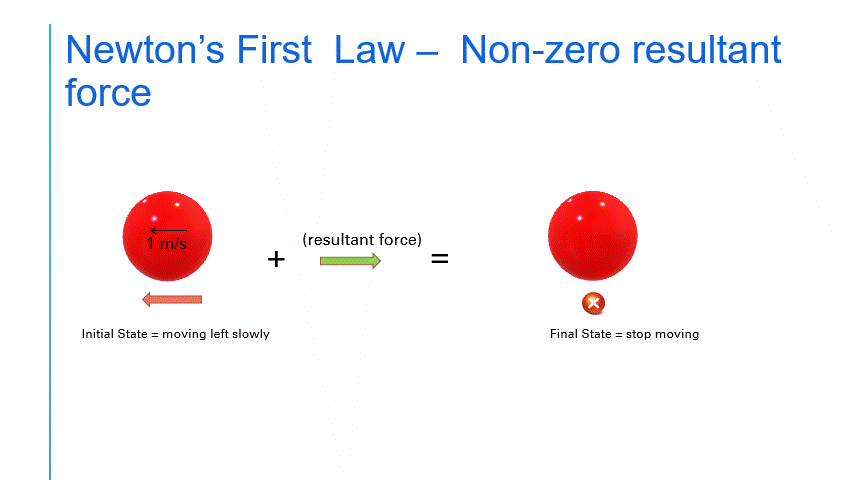 Newton’s First  Law –  Non-zero resultant
force
1 m/s
(resultant force)
+
=
Initial State = moving left slowly
Final State = stop moving